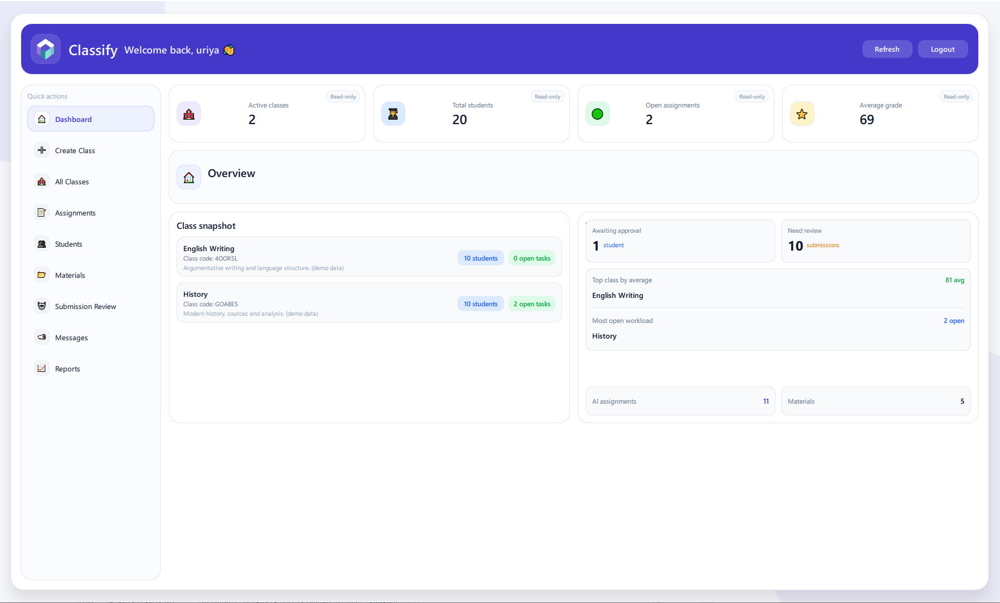 Classify
Welcome back, uriya 👋
Refresh
Logout
Quick actions
Dashboard
Create Class
All Classes
Assignments
Students
Materials
Submission Review
Messages
Reports
Active classes
2
Read-only
Total students
20
Read-only
Open assignments
2
Read-only
Average grade
69
Read-only
Overview
Class snapshot
English Writing
Class code: 4OORSL
Argumentative writing and language structure. (demo data)
10 students
0 open tasks
History
Class code: GOABES
Modern history, sources and analysis. (demo data)
10 students
2 open tasks
Awaiting approval
1 student
Need review
10 submissions
Top class by average
81 avg
English Writing
Most open workload
2 open
History
AI assignments
11
Materials
5